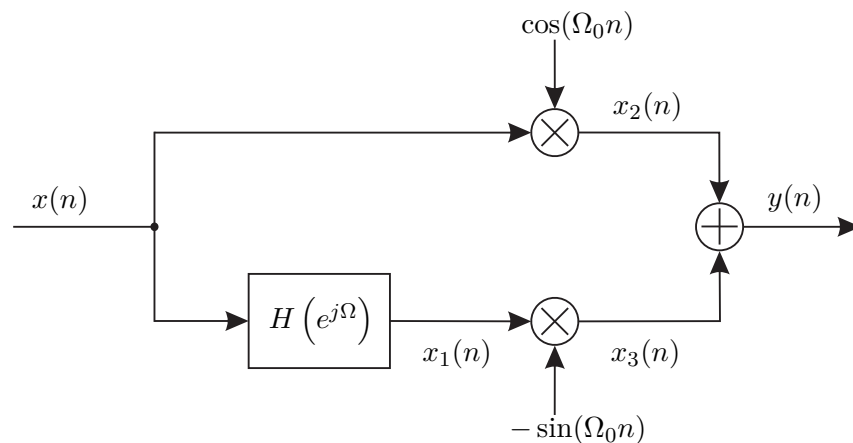 cos(Ω₀n)
x₂(n)
x(n)
y(n)
H(e^{jΩ})
x₁(n)
x₃(n)
− sin(Ω₀n)